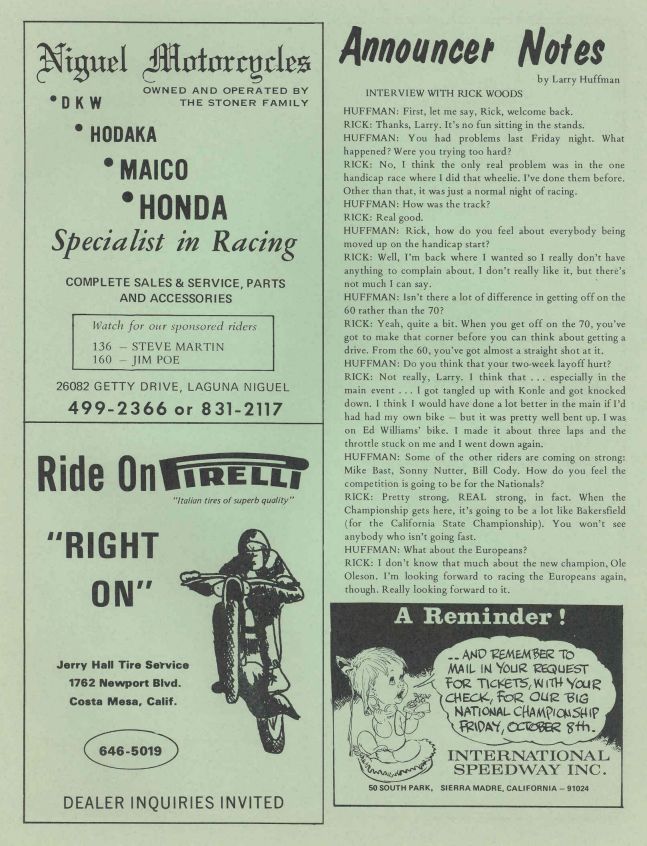 Niguel Motorcycles
OWNED AND OPERATED BY
THE STONER FAMILY
• DKW
• HODAKA
• MAICO
• HONDA
Specialist in Racing
COMPLETE SALES & SERVICE, PARTS
AND ACCESSORIES
Watch for our sponsored riders
136 – STEVE MARTIN
160 – JIM POE
26082 GETTY DRIVE, LAGUNA NIGUEL
499-2366 or 831-2117
Ride On PIRELLI
"Italian tires of superb quality"
"RIGHT
ON"
Jerry Hall Tire Service
1762 Newport Blvd.
Costa Mesa, Calif.
646-5019
DEALER INQUIRIES INVITED
Announcer Notes
by Larry Huffman
INTERVIEW WITH RICK WOODS
HUFFMAN: First, let me say, Rick, welcome back.
RICK: Thanks, Larry. It's no fun sitting in the stands.
HUFFMAN: You had problems last Friday night. What
happened? Were you trying too hard?
RICK: No, I think the only real problem was in the one
handicap race where I did that wheelie. I've done them before.
Other than that, it was just a normal night of racing.
HUFFMAN: How was the track?
RICK: Real good.
HUFFMAN: Rick, how do you feel about everybody being
moved up on the handicap start?
RICK: Well, I'm back where I wanted so I really don't have
anything to complain about. I don't really like it, but there's
not much I can say.
HUFFMAN: Isn't there a lot of difference in getting off on the
60 rather than the 70?
RICK: Yeah, quite a bit. When you get off on the 70, you've
got to make that corner before you can think about getting a
drive. From the 60, you've got almost a straight shot at it.
HUFFMAN: Do you think that your two-week layoff hurt?
RICK: Not really, Larry. I think that . . . especially in the
main event . . . I got tangled up with Konle and got knocked
down. I think I would have done a lot better in the main if I'd
had had my own bike – but it was pretty well bent up. I was
on Ed Williams' bike. I made it about three laps and the
throttle stuck on me and I went down again.
HUFFMAN: Some of the other riders are coming on strong:
Mike Bast, Sonny Nutter, Bill Cody. How do you feel the
competition is going to be for the Nationals?
RICK: Pretty strong, REAL strong, in fact. When the
Championship gets here, it's going to be a lot like Bakersfield
(for the California State Championship). You won't see
anybody who isn't going fast.
HUFFMAN: What about the Europeans?
RICK: I don't know that much about the new champion, Ole
Oleson. I'm looking forward to racing the Europeans again,
though. Really looking forward to it.
A Reminder!
...AND REMEMBER TO
MAIL IN YOUR REQUEST
FOR TICKETS, WITH YOUR
CHECK, FOR OUR BIG
NATIONAL CHAMPIONSHIP
FRIDAY, OCTOBER 8th.
INTERNATIONAL
SPEEDWAY INC.
50 SOUTH PARK, SIERRA MADRE, CALIFORNIA – 91024